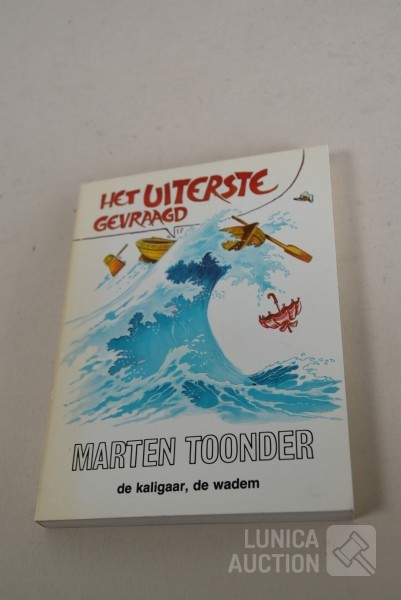 HET UITERSTE
GEVRAAGD
MARTEN TOONDER
de kaligaar, de wadem
LUNICA
AUCTION